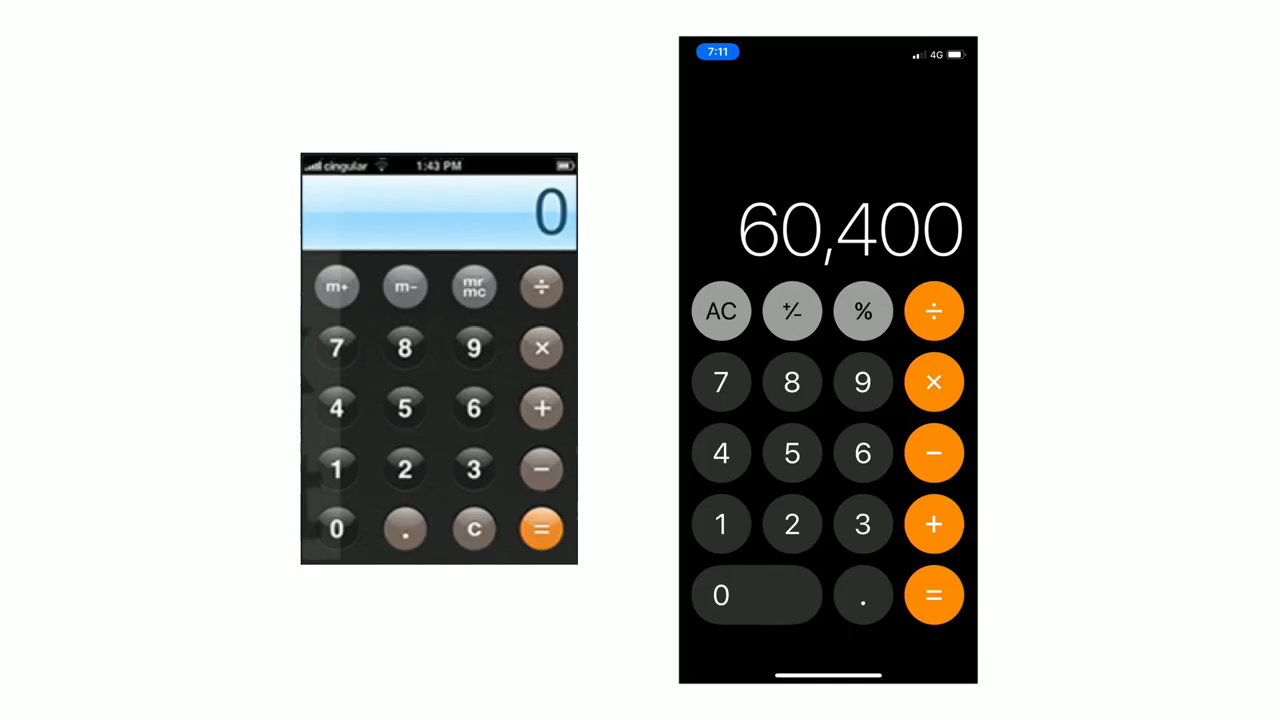 cingular 1:43 PM
0
m+ m- mr mc ÷
7 8 9 ×
4 5 6 +
1 2 3 −
0 . c =
7:11 4G
60,400
AC +/- % ÷
7 8 9 ×
4 5 6 −
1 2 3 +
0 . =